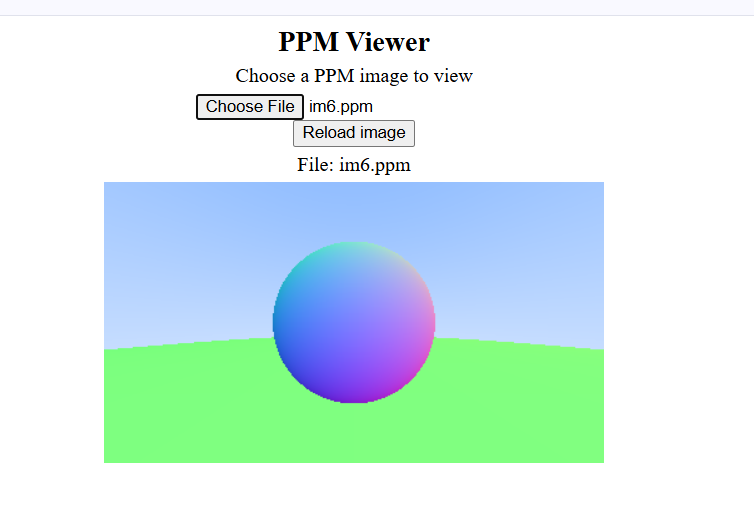 PPM Viewer
Choose a PPM image to view
Choose File im6.ppm
Reload image
File: im6.ppm